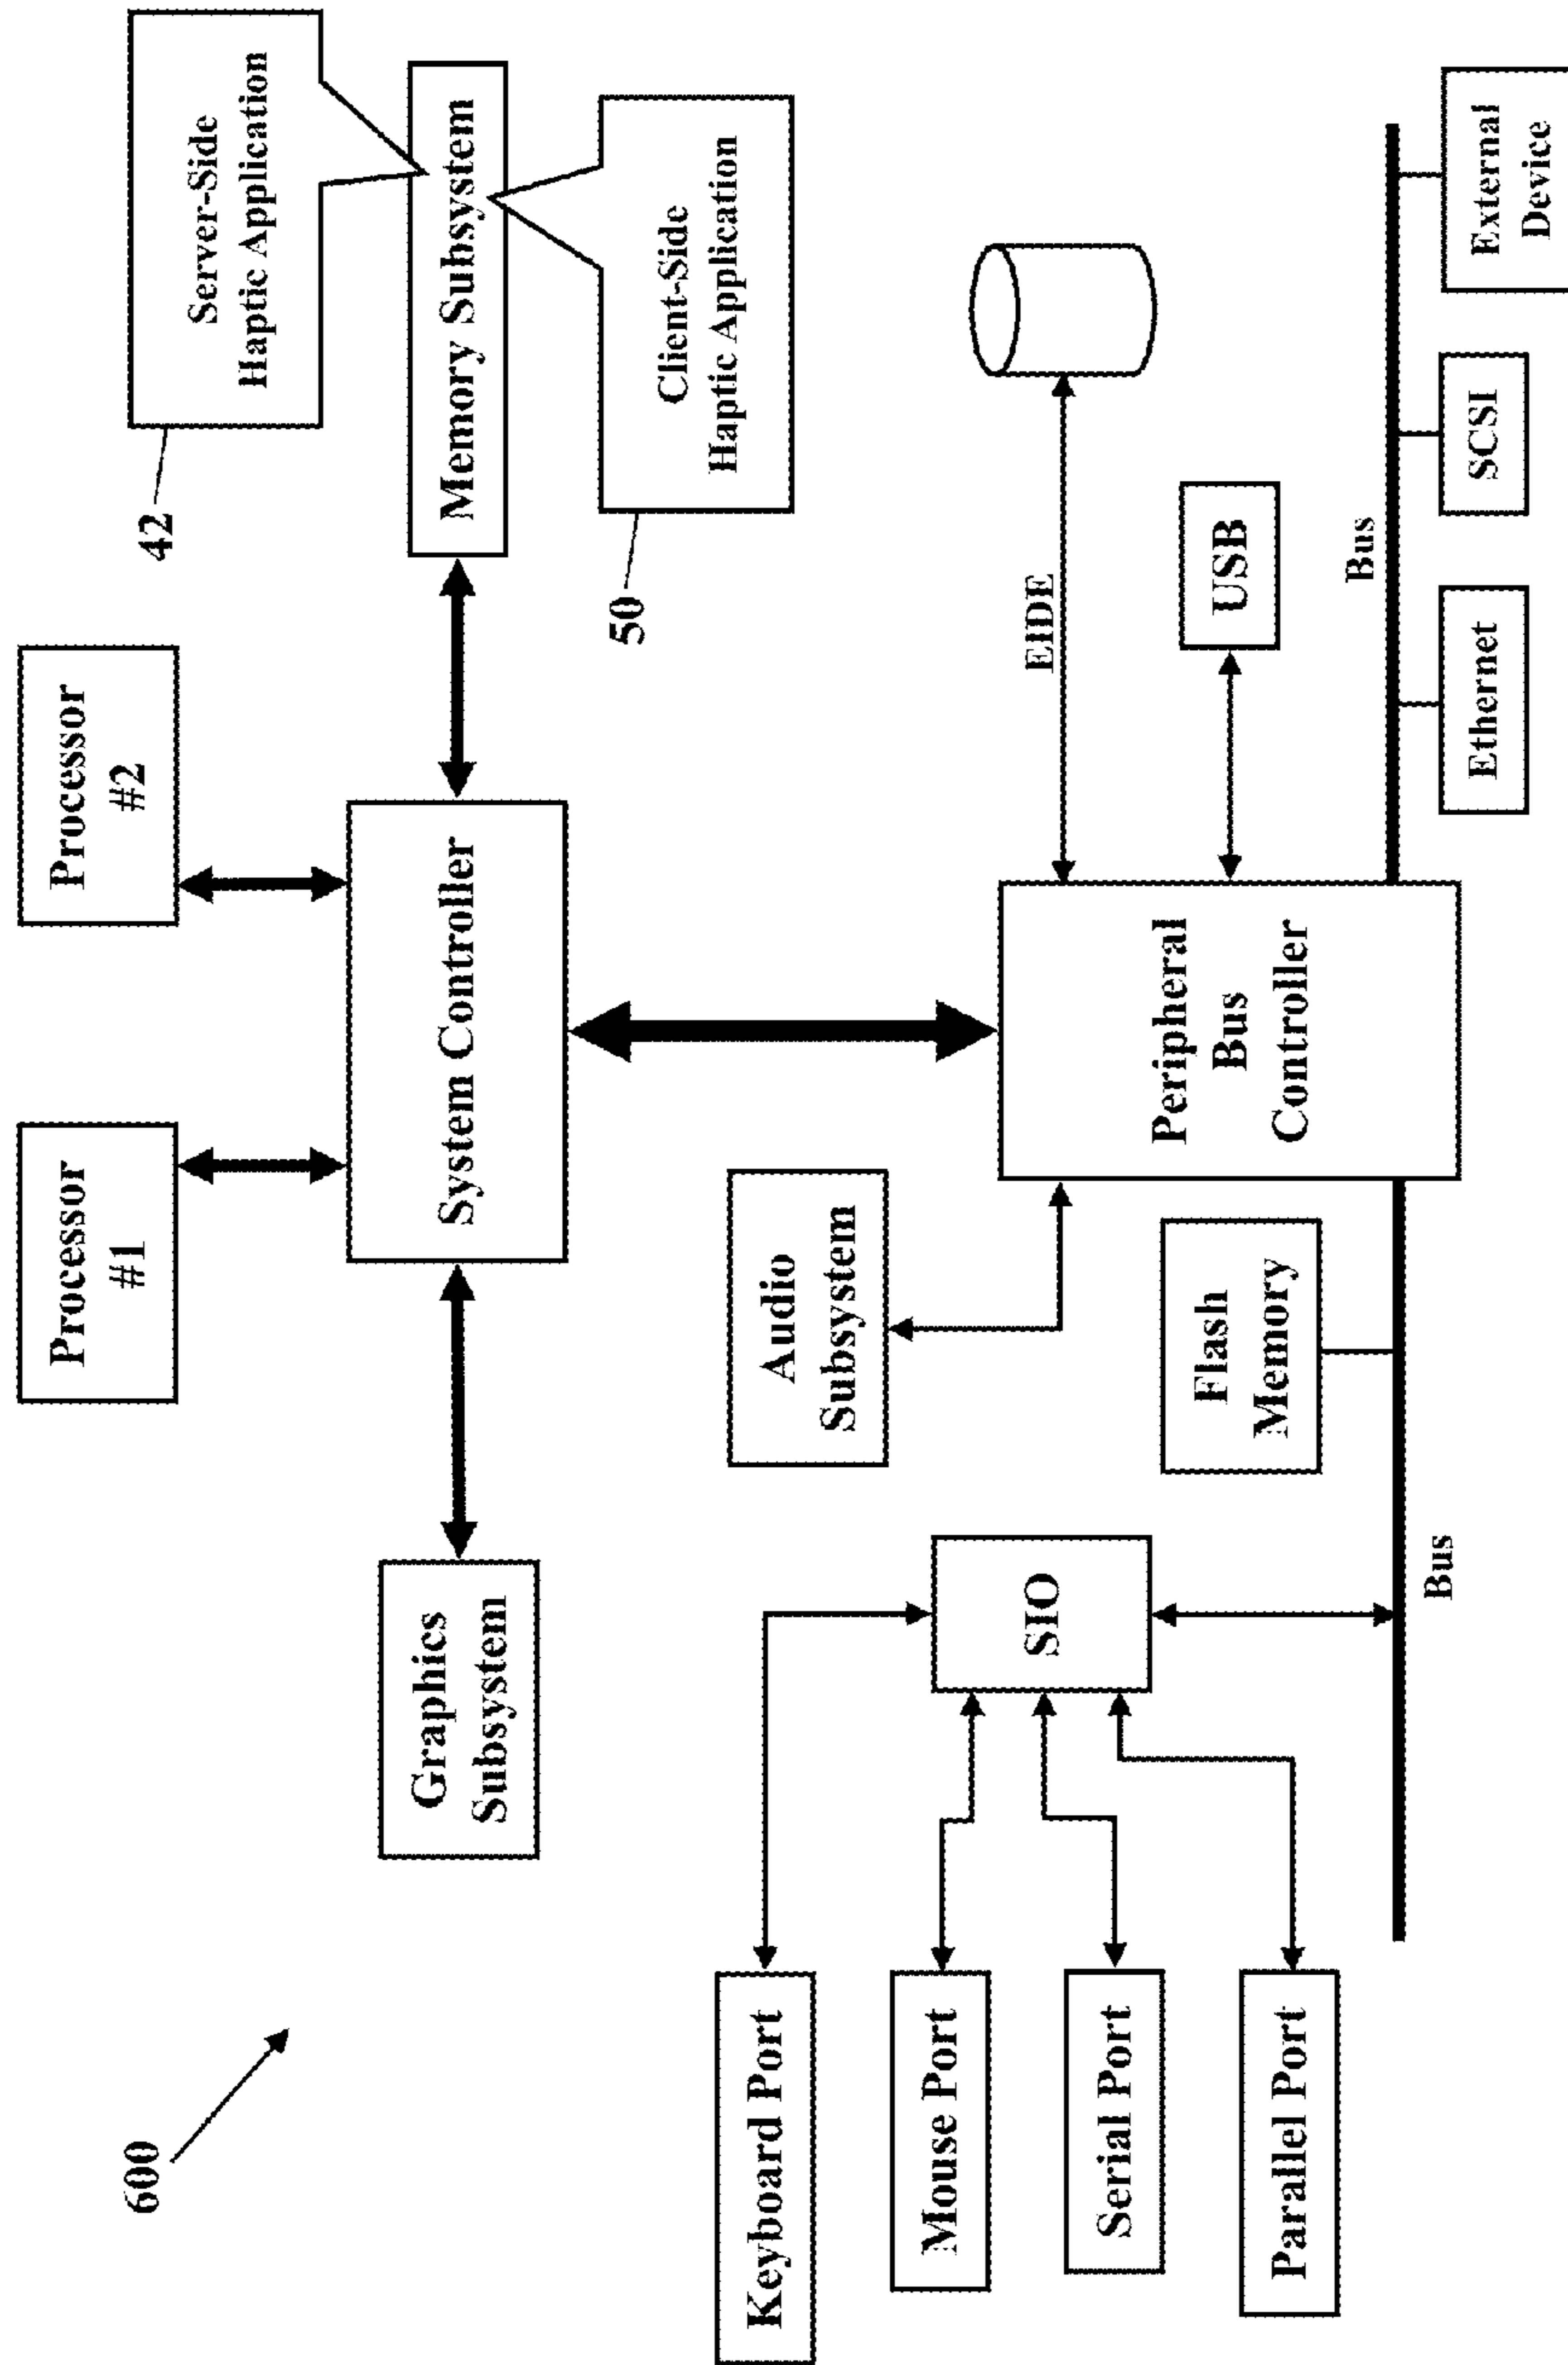 600
Processor
#1
Processor
#2
42
Server-Side
Haptic Application
Graphics
Subsystem
System Controller
Memory Subsystem
50
Client-Side
Haptic Application
Keyboard Port
Mouse Port
Serial Port
Parallel Port
SIO
Audio
Subsystem
Flash
Memory
Peripheral
Bus
Controller
EIDE
USB
Bus
Bus
Ethernet
SCSI
External
Device